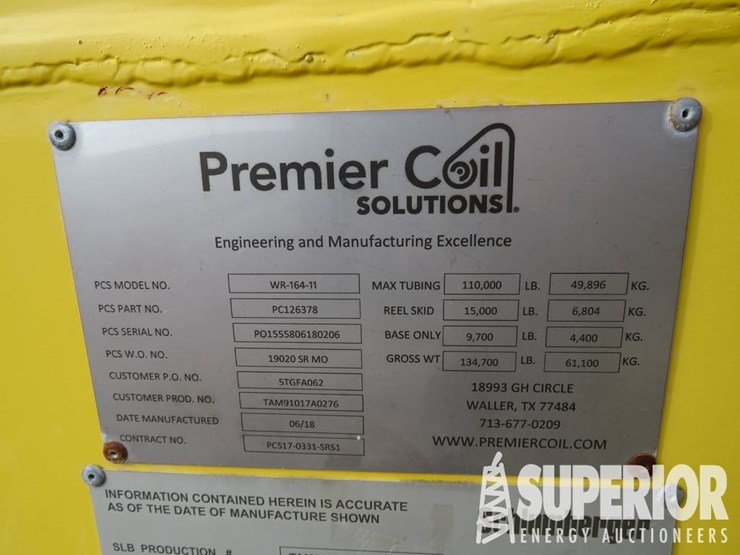 Premier Coil
SOLUTIONS®
Engineering and Manufacturing Excellence
PCS MODEL NO. WR-164-11 MAX TUBING 110,000 LB. 49,896 KG.
PCS PART NO. PC126378 REEL SKID 15,000 LB. 6,804 KG.
PCS SERIAL NO. PO1555806180206 BASE ONLY 9,700 LB. 4,400 KG.
PCS W.O. NO. 19020 SR MO GROSS WT 134,700 LB. 61,100 KG.
CUSTOMER P.O. NO. 5TGFA062
CUSTOMER PROD. NO. TAM91017A0276
DATE MANUFACTURED 06/18
CONTRACT NO. PCS17-0331-SRS1
18993 GH CIRCLE
WALLER, TX 77484
713-677-0209
WWW.PREMIERCOIL.COM
INFORMATION CONTAINED HEREIN IS ACCURATE
AS OF THE DATE OF MANUFACTURE SHOWN
Schlumberger
SLB PRODUCTION #
SUPERIOR
ENERGY AUCTIONEERS